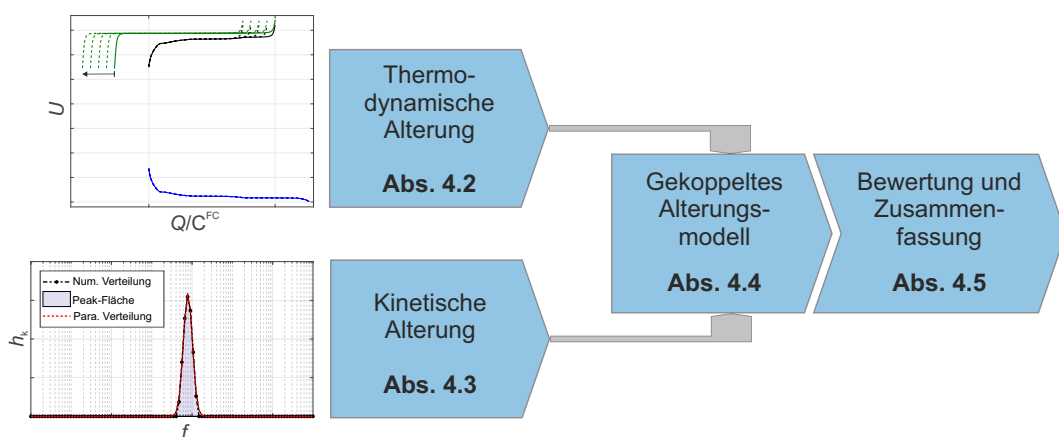 U
Q/C^FC
Thermo-
dynamische
Alterung
Abs. 4.2
Gekoppeltes
Alterungs-
modell
Abs. 4.4
Bewertung und
Zusammen-
fassung
Abs. 4.5
Num. Verteilung
Peak-Fläche
Para. Verteilung
h_k
f
Kinetische
Alterung
Abs. 4.3